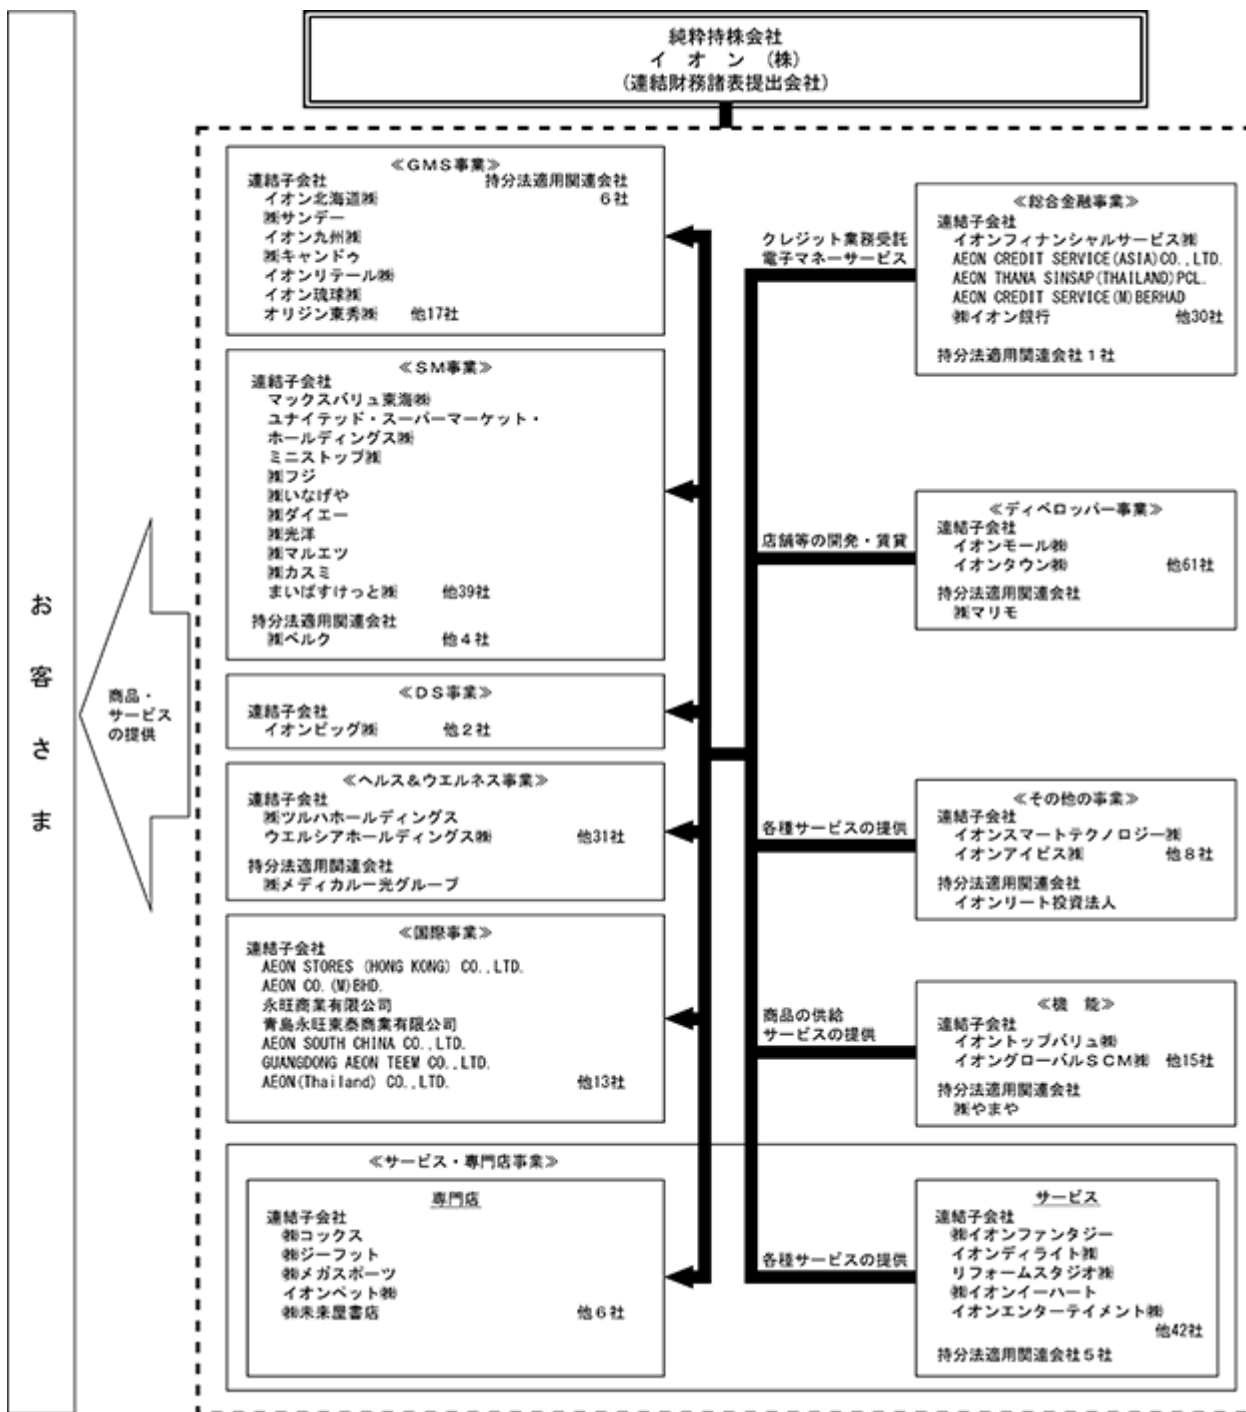 純粋持株会社
イ オ ン (株)
(連結財務諸表提出会社)
お客さま
商品・
サービス
の提供
≪GMS事業≫
連結子会社 持分法適用関連会社
イオン北海道㈱ 6社
㈱サンデー
イオン九州㈱
㈱キャンドゥ
イオンリテール㈱
イオン琉球㈱
オリジン東秀㈱ 他17社
≪SM事業≫
連結子会社
マックスバリュ東海㈱
ユナイテッド・スーパーマーケット・
ホールディングス㈱
ミニストップ㈱
㈱フジ
㈱いなげや
㈱ダイエー
㈱光洋
㈱マルエツ
㈱カスミ
まいばすけっと㈱ 他39社
持分法適用関連会社
㈱ベルク 他4社
≪DS事業≫
連結子会社
イオンビッグ㈱ 他2社
≪ヘルス&ウエルネス事業≫
連結子会社
㈱ツルハホールディングス
ウエルシアホールディングス㈱ 他31社
持分法適用関連会社
㈱メディカル一光グループ
≪国際事業≫
連結子会社
AEON STORES (HONG KONG) CO.,LTD.
AEON CO.(M)BHD.
永旺商業有限公司
青島永旺東泰商業有限公司
AEON SOUTH CHINA CO.,LTD.
GUANGDONG AEON TEEM CO.,LTD.
AEON(Thailand) CO.,LTD. 他13社
≪サービス・専門店事業≫
専門店
連結子会社
㈱コックス
㈱ジーフット
㈱メガスポーツ
イオンペット㈱
㈱未来屋書店 他6社
クレジット業務受託
電子マネーサービス
≪総合金融事業≫
連結子会社
イオンフィナンシャルサービス㈱
AEON CREDIT SERVICE(ASIA)CO.,LTD.
AEON THANA SINSAP(THAILAND)PCL.
AEON CREDIT SERVICE(M)BERHAD
㈱イオン銀行 他30社
持分法適用関連会社1社
店舗等の開発・賃貸
≪ディベロッパー事業≫
連結子会社
イオンモール㈱
イオンタウン㈱ 他61社
持分法適用関連会社
㈱マリモ
各種サービスの提供
≪その他の事業≫
連結子会社
イオンスマートテクノロジー㈱
イオンアイビス㈱ 他8社
持分法適用関連会社
イオンリート投資法人
商品の供給
サービスの提供
≪機 能≫
連結子会社
イオントップバリュ㈱
イオングローバルSCM㈱ 他15社
持分法適用関連会社
㈱やまや
各種サービスの提供
サービス
連結子会社
㈱イオンファンタジー
イオンディライト㈱
リフォームスタジオ㈱
㈱イオンイーハート
イオンエンターテイメント㈱
他42社
持分法適用関連会社5社